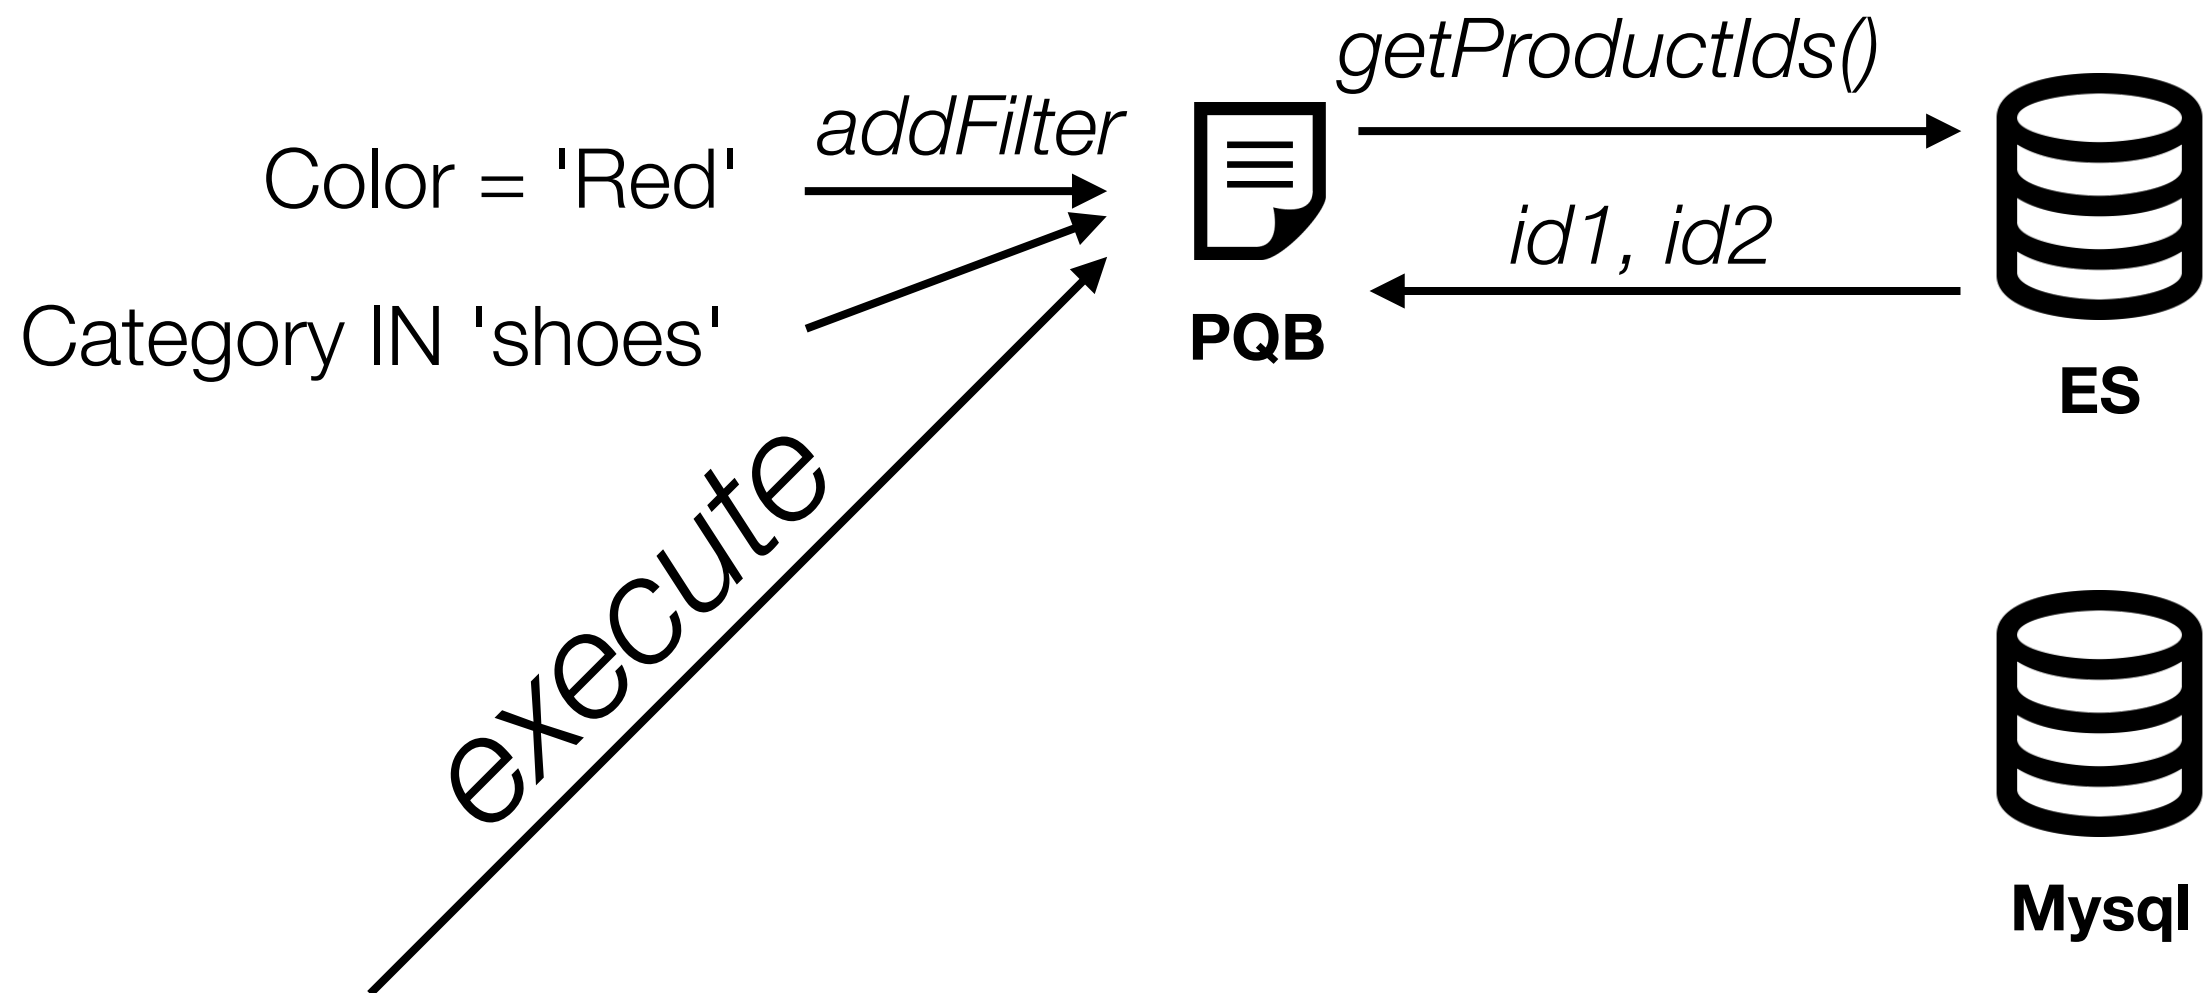 getProductIds()
addFilter
Color = 'Red'
id1, id2
Category IN 'shoes'
PQB
ES
execute
Mysql